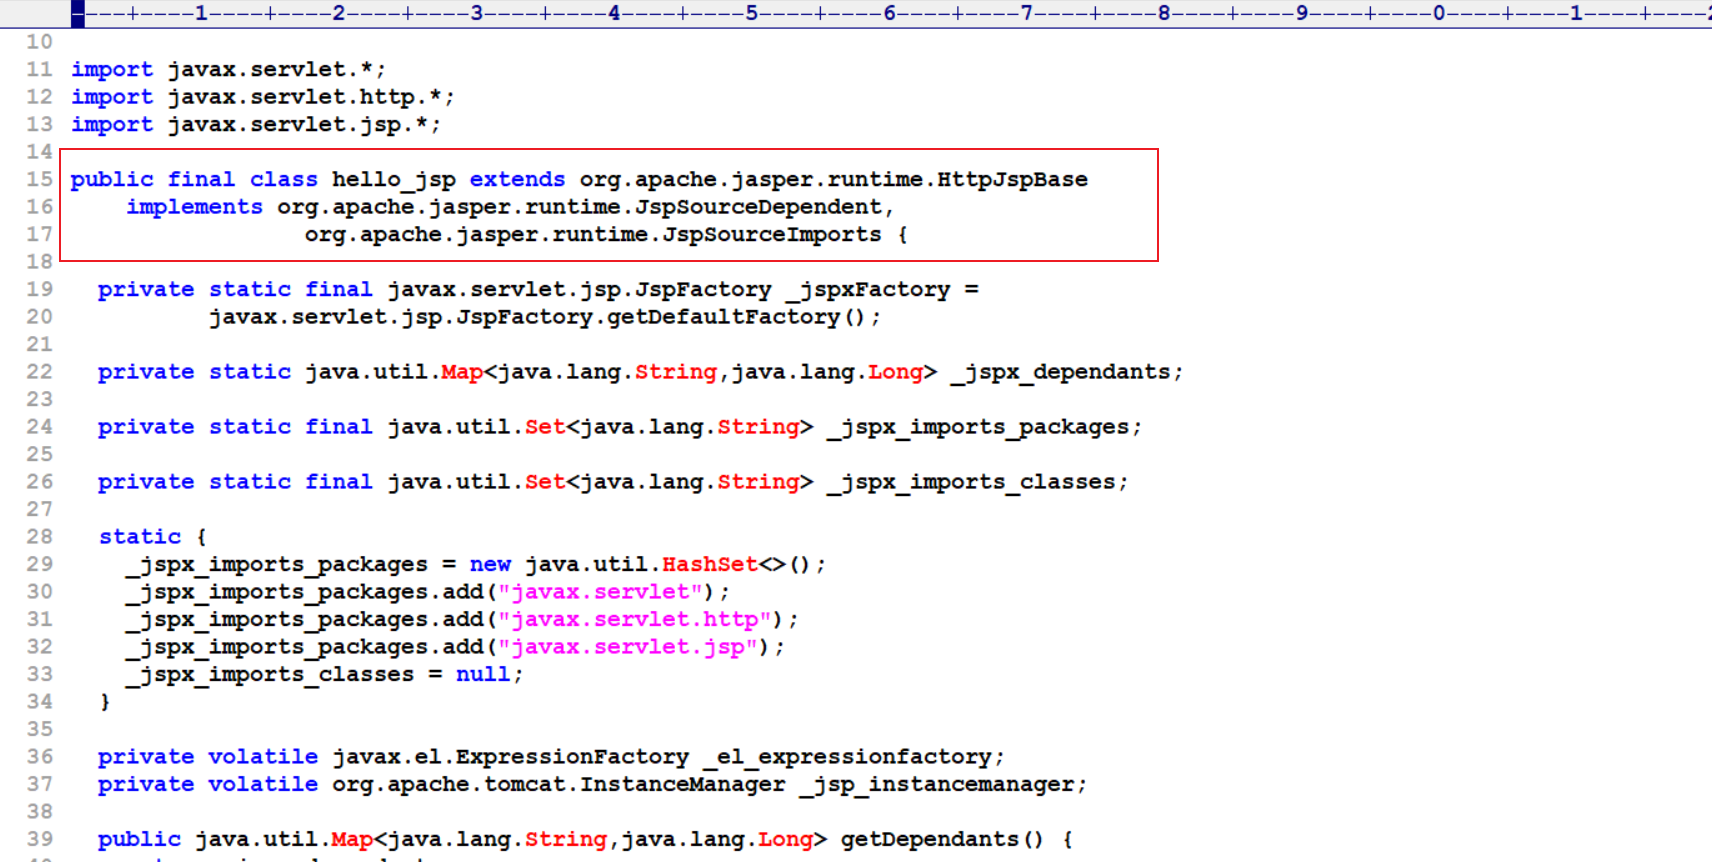 ----+----1----+----2----+----3----+----4----+----5----+----6----+----7----+----8----+----9----+----0----+----1----+----2
10
11 import javax.servlet.*;
12 import javax.servlet.http.*;
13 import javax.servlet.jsp.*;
14
15 public final class hello_jsp extends org.apache.jasper.runtime.HttpJspBase
16     implements org.apache.jasper.runtime.JspSourceDependent,
17                  org.apache.jasper.runtime.JspSourceImports {
18
19   private static final javax.servlet.jsp.JspFactory _jspxFactory =
20           javax.servlet.jsp.JspFactory.getDefaultFactory();
21
22   private static java.util.Map<java.lang.String,java.lang.Long> _jspx_dependants;
23
24   private static final java.util.Set<java.lang.String> _jspx_imports_packages;
25
26   private static final java.util.Set<java.lang.String> _jspx_imports_classes;
27
28   static {
29     _jspx_imports_packages = new java.util.HashSet<>();
30     _jspx_imports_packages.add("javax.servlet");
31     _jspx_imports_packages.add("javax.servlet.http");
32     _jspx_imports_packages.add("javax.servlet.jsp");
33     _jspx_imports_classes = null;
34   }
35
36   private volatile javax.el.ExpressionFactory _el_expressionfactory;
37   private volatile org.apache.tomcat.InstanceManager _jsp_instancemanager;
38
39   public java.util.Map<java.lang.String,java.lang.Long> getDependants() {